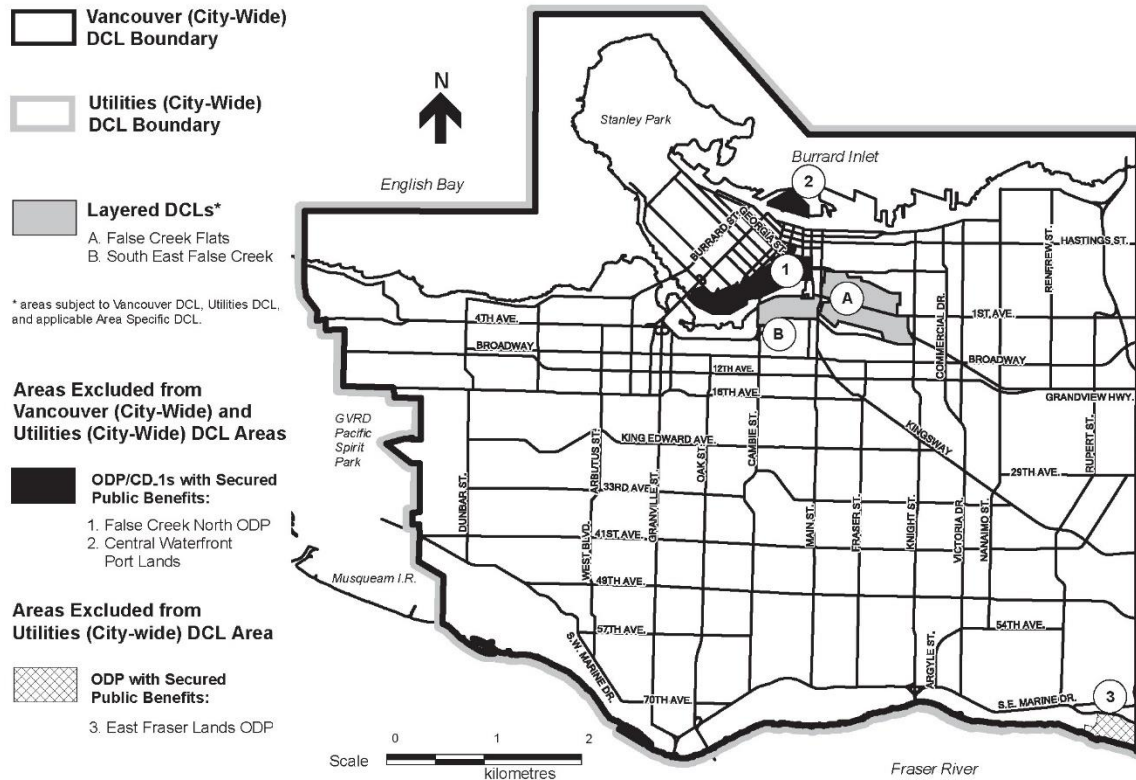 Vancouver (City-Wide)
DCL Boundary
Utilities (City-Wide)
DCL Boundary
Layered DCLs*
A. False Creek Flats
B. South East False Creek
* areas subject to Vancouver DCL, Utilities DCL,
and applicable Area Specific DCL.
Areas Excluded from
Vancouver (City-Wide) and
Utilities (City-Wide) DCL Areas
ODP/CD_1s with Secured
Public Benefits:
1. False Creek North ODP
2. Central Waterfront
Port Lands
Areas Excluded from
Utilities (City-wide) DCL Area
ODP with Secured
Public Benefits:
3. East Fraser Lands ODP
N
Stanley Park
English Bay
Burrard Inlet
2
BURRARD ST.
GEORGIA ST.
1
HASTINGS ST.
RENFREW ST.
A
B
4TH AVE.
1ST AVE.
COMMERCIAL DR.
BROADWAY
BROADWAY
12TH AVE.
16TH AVE.
GRANDVIEW HWY.
GVRD
Pacific
Spirit
Park
KING EDWARD AVE.
KINGSWAY
RUPERT ST.
DUNBAR ST.
ARBUTUS ST.
GRANVILLE ST.
OAK ST.
CAMBIE ST.
29TH AVE.
33RD AVE.
41ST AVE.
WEST BLVD.
MAIN ST.
FRASER ST.
KNIGHT ST.
VICTORIA DR.
NANAIMO ST.
Musqueam I.R.
49TH AVE.
57TH AVE.
54TH AVE.
S.W. MARINE DR.
ARGYLE ST.
70TH AVE.
S.E. MARINE DR.
3
0 1 2
Scale
kilometres
Fraser River